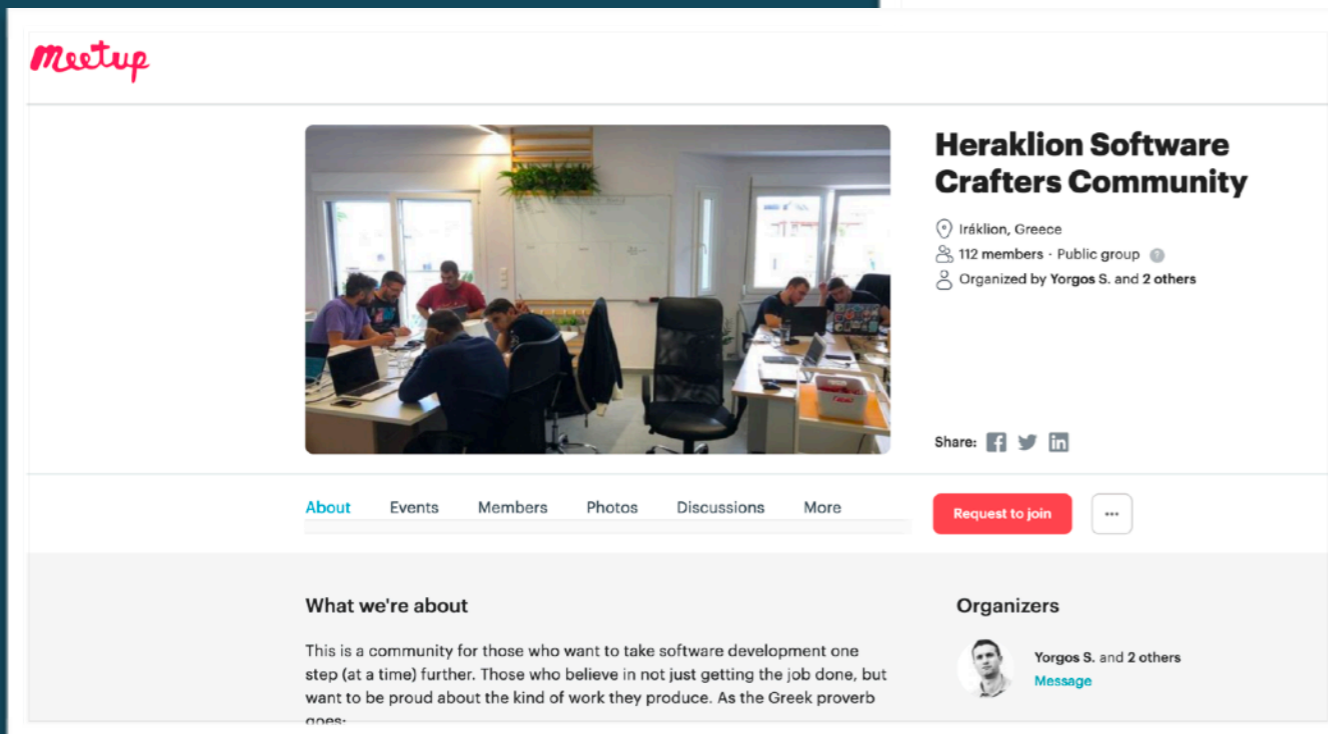 meetup
Heraklion Software
Crafters Community
Iráklion, Greece
112 members · Public group
Organized by Yorgos S. and 2 others
Share:
About Events Members Photos Discussions More
Request to join
What we're about
This is a community for those who want to take software development one
step (at a time) further. Those who believe in not just getting the job done, but
want to be proud about the kind of work they produce. As the Greek proverb
goes:
Organizers
Yorgos S. and 2 others
Message